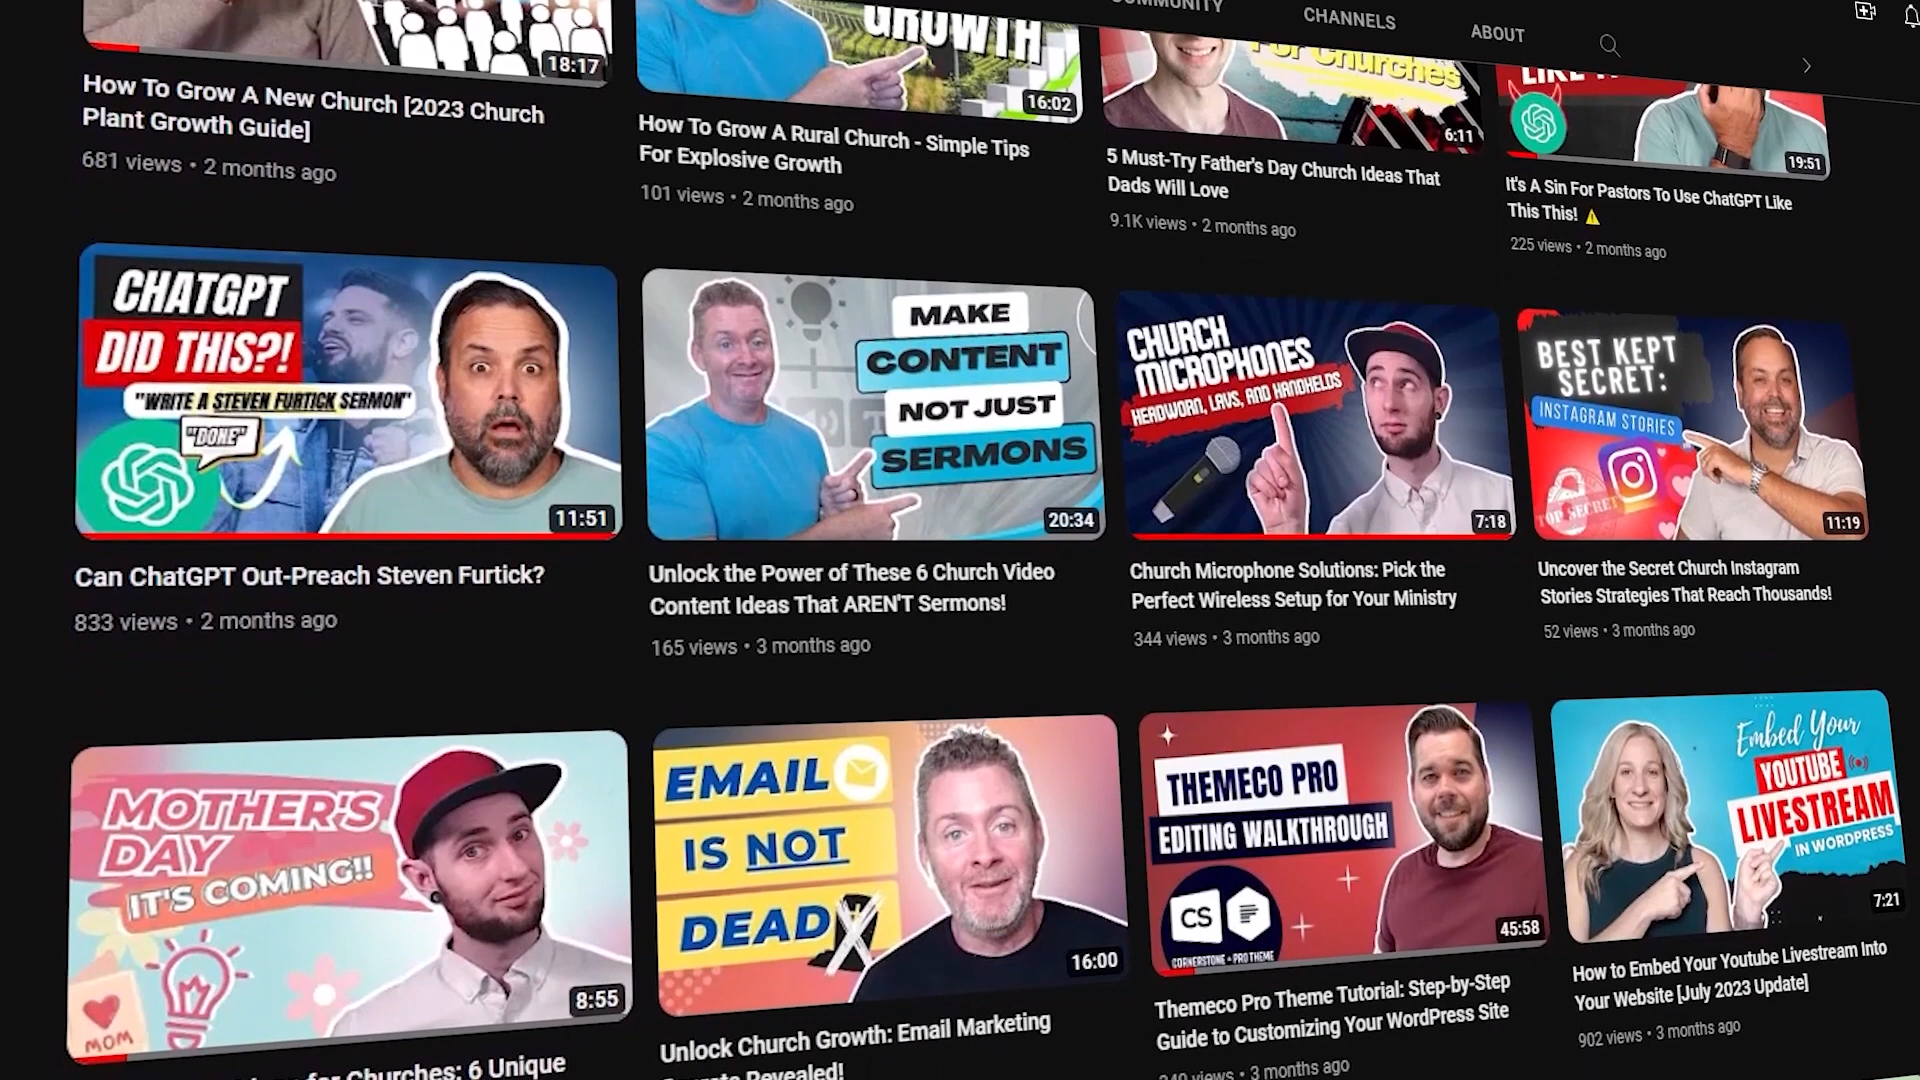 COMMUNITY
CHANNELS
ABOUT
18:17
How To Grow A New Church [2023 Church
Plant Growth Guide]
681 views • 2 months ago
GROWTH
16:02
How To Grow A Rural Church - Simple Tips
For Explosive Growth
101 views • 2 months ago
For Churches
6:11
5 Must-Try Father's Day Church Ideas That
Dads Will Love
9.1K views • 2 months ago
LIKE
19:51
It's A Sin For Pastors To Use ChatGPT Like
This This! ⚠️
225 views • 2 months ago
CHATGPT
DID THIS?!
"WRITE A STEVEN FURTICK SERMON"
"DONE"
11:51
Can ChatGPT Out-Preach Steven Furtick?
833 views • 2 months ago
MAKE
CONTENT
NOT JUST
SERMONS
20:34
Unlock the Power of These 6 Church Video
Content Ideas That AREN'T Sermons!
165 views • 3 months ago
CHURCH
MICROPHONES
HEADWORN, LAVS, AND HANDHELDS
7:18
Church Microphone Solutions: Pick the
Perfect Wireless Setup for Your Ministry
344 views • 3 months ago
BEST KEPT
SECRET:
INSTAGRAM STORIES
TOP SECRET
11:19
Uncover the Secret Church Instagram
Stories Strategies That Reach Thousands!
52 views • 3 months ago
MOTHER'S
DAY
IT'S COMING!!
MOM
8:55
for Churches: 6 Unique
EMAIL
IS NOT
DEAD
16:00
Unlock Church Growth: Email Marketing
Revealed!
THEMECO PRO
EDITING WALKTHROUGH
CS
CORNERSTONE + PRO THEME
45:58
Themeco Pro Theme Tutorial: Step-by-Step
Guide to Customizing Your WordPress Site
views • 3 months ago
Embed Your
YOUTUBE
LIVESTREAM
IN WORDPRESS
7:21
How to Embed Your Youtube Livestream Into
Your Website [July 2023 Update]
902 views • 3 months ago